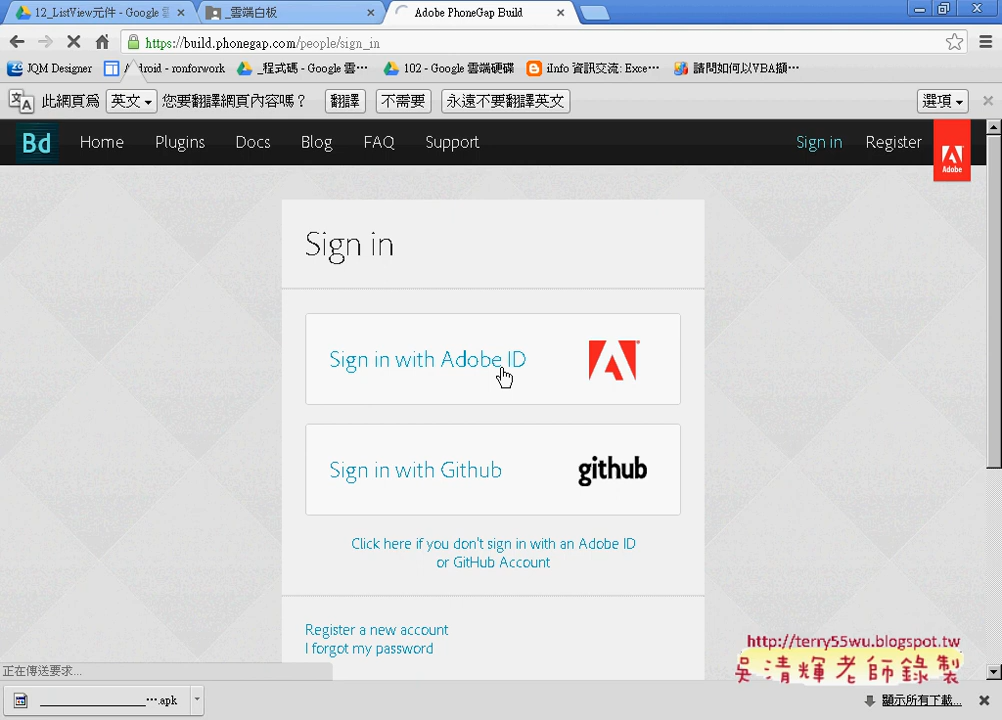 12_ListView元件 - Google 雲
_雲端白板
Adobe PhoneGap Build
https://build.phonegap.com/people/sign_in
JQM Designer
droid - ronforwork
_程式碼 - Google 雲…
102 - Google 雲端硬碟
iInfo 資訊交流: Exce…
請問如何以VBA擷…
此網頁為 英文 您要翻譯網頁內容嗎？ 翻譯 不需要 永遠不要翻譯英文 選項
Bd Home Plugins Docs Blog FAQ Support Sign in Register
Adobe
Sign in
Sign in with Adobe ID
Sign in with Github
github
Click here if you don't sign in with an Adobe ID
or GitHub Account
Register a new account
I forgot my password
http://terry55wu.blogspot.tw
吳清輝老師錄製
正在傳送要求...
….apk
顯示所有下載...